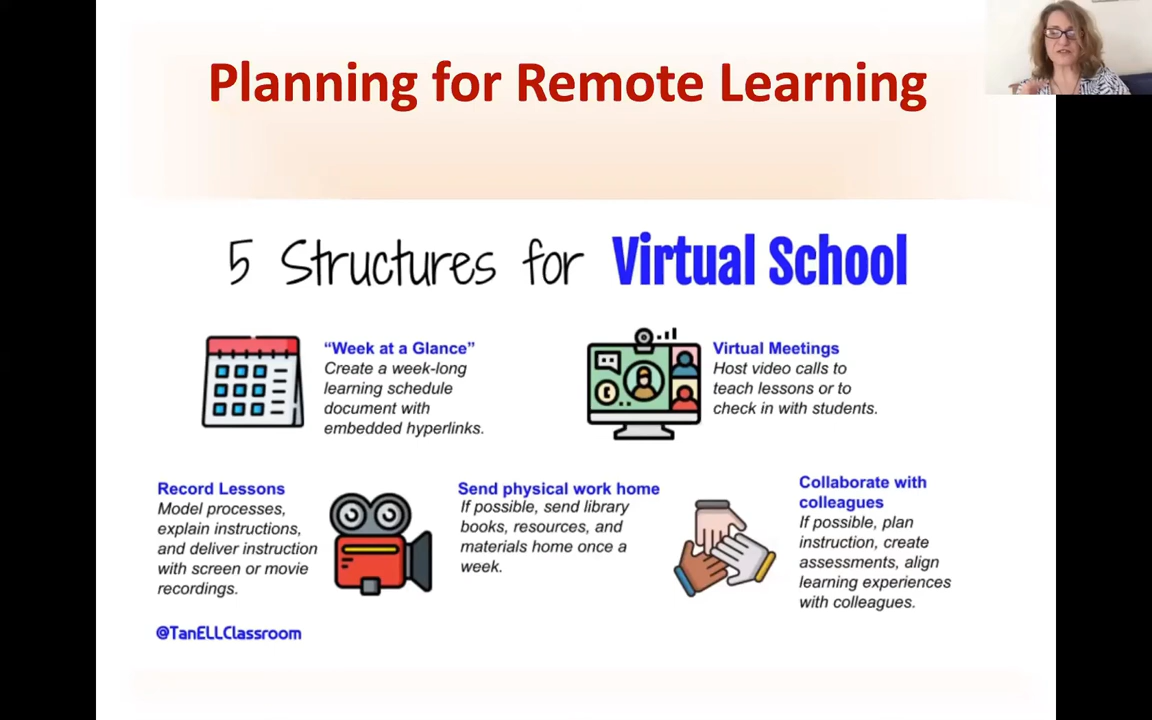 Planning for Remote Learning
5 Structures for Virtual School
“Week at a Glance”
Create a week-long
learning schedule
document with
embedded hyperlinks.
Virtual Meetings
Host video calls to
teach lessons or to
check in with students.
Record Lessons
Model processes,
explain instructions,
and deliver instruction
with screen or movie
recordings.
Send physical work home
If possible, send library
books, resources, and
materials home once a
week.
Collaborate with
colleagues
If possible, plan
instruction, create
assessments, align
learning experiences
with colleagues.
@TanELLClassroom